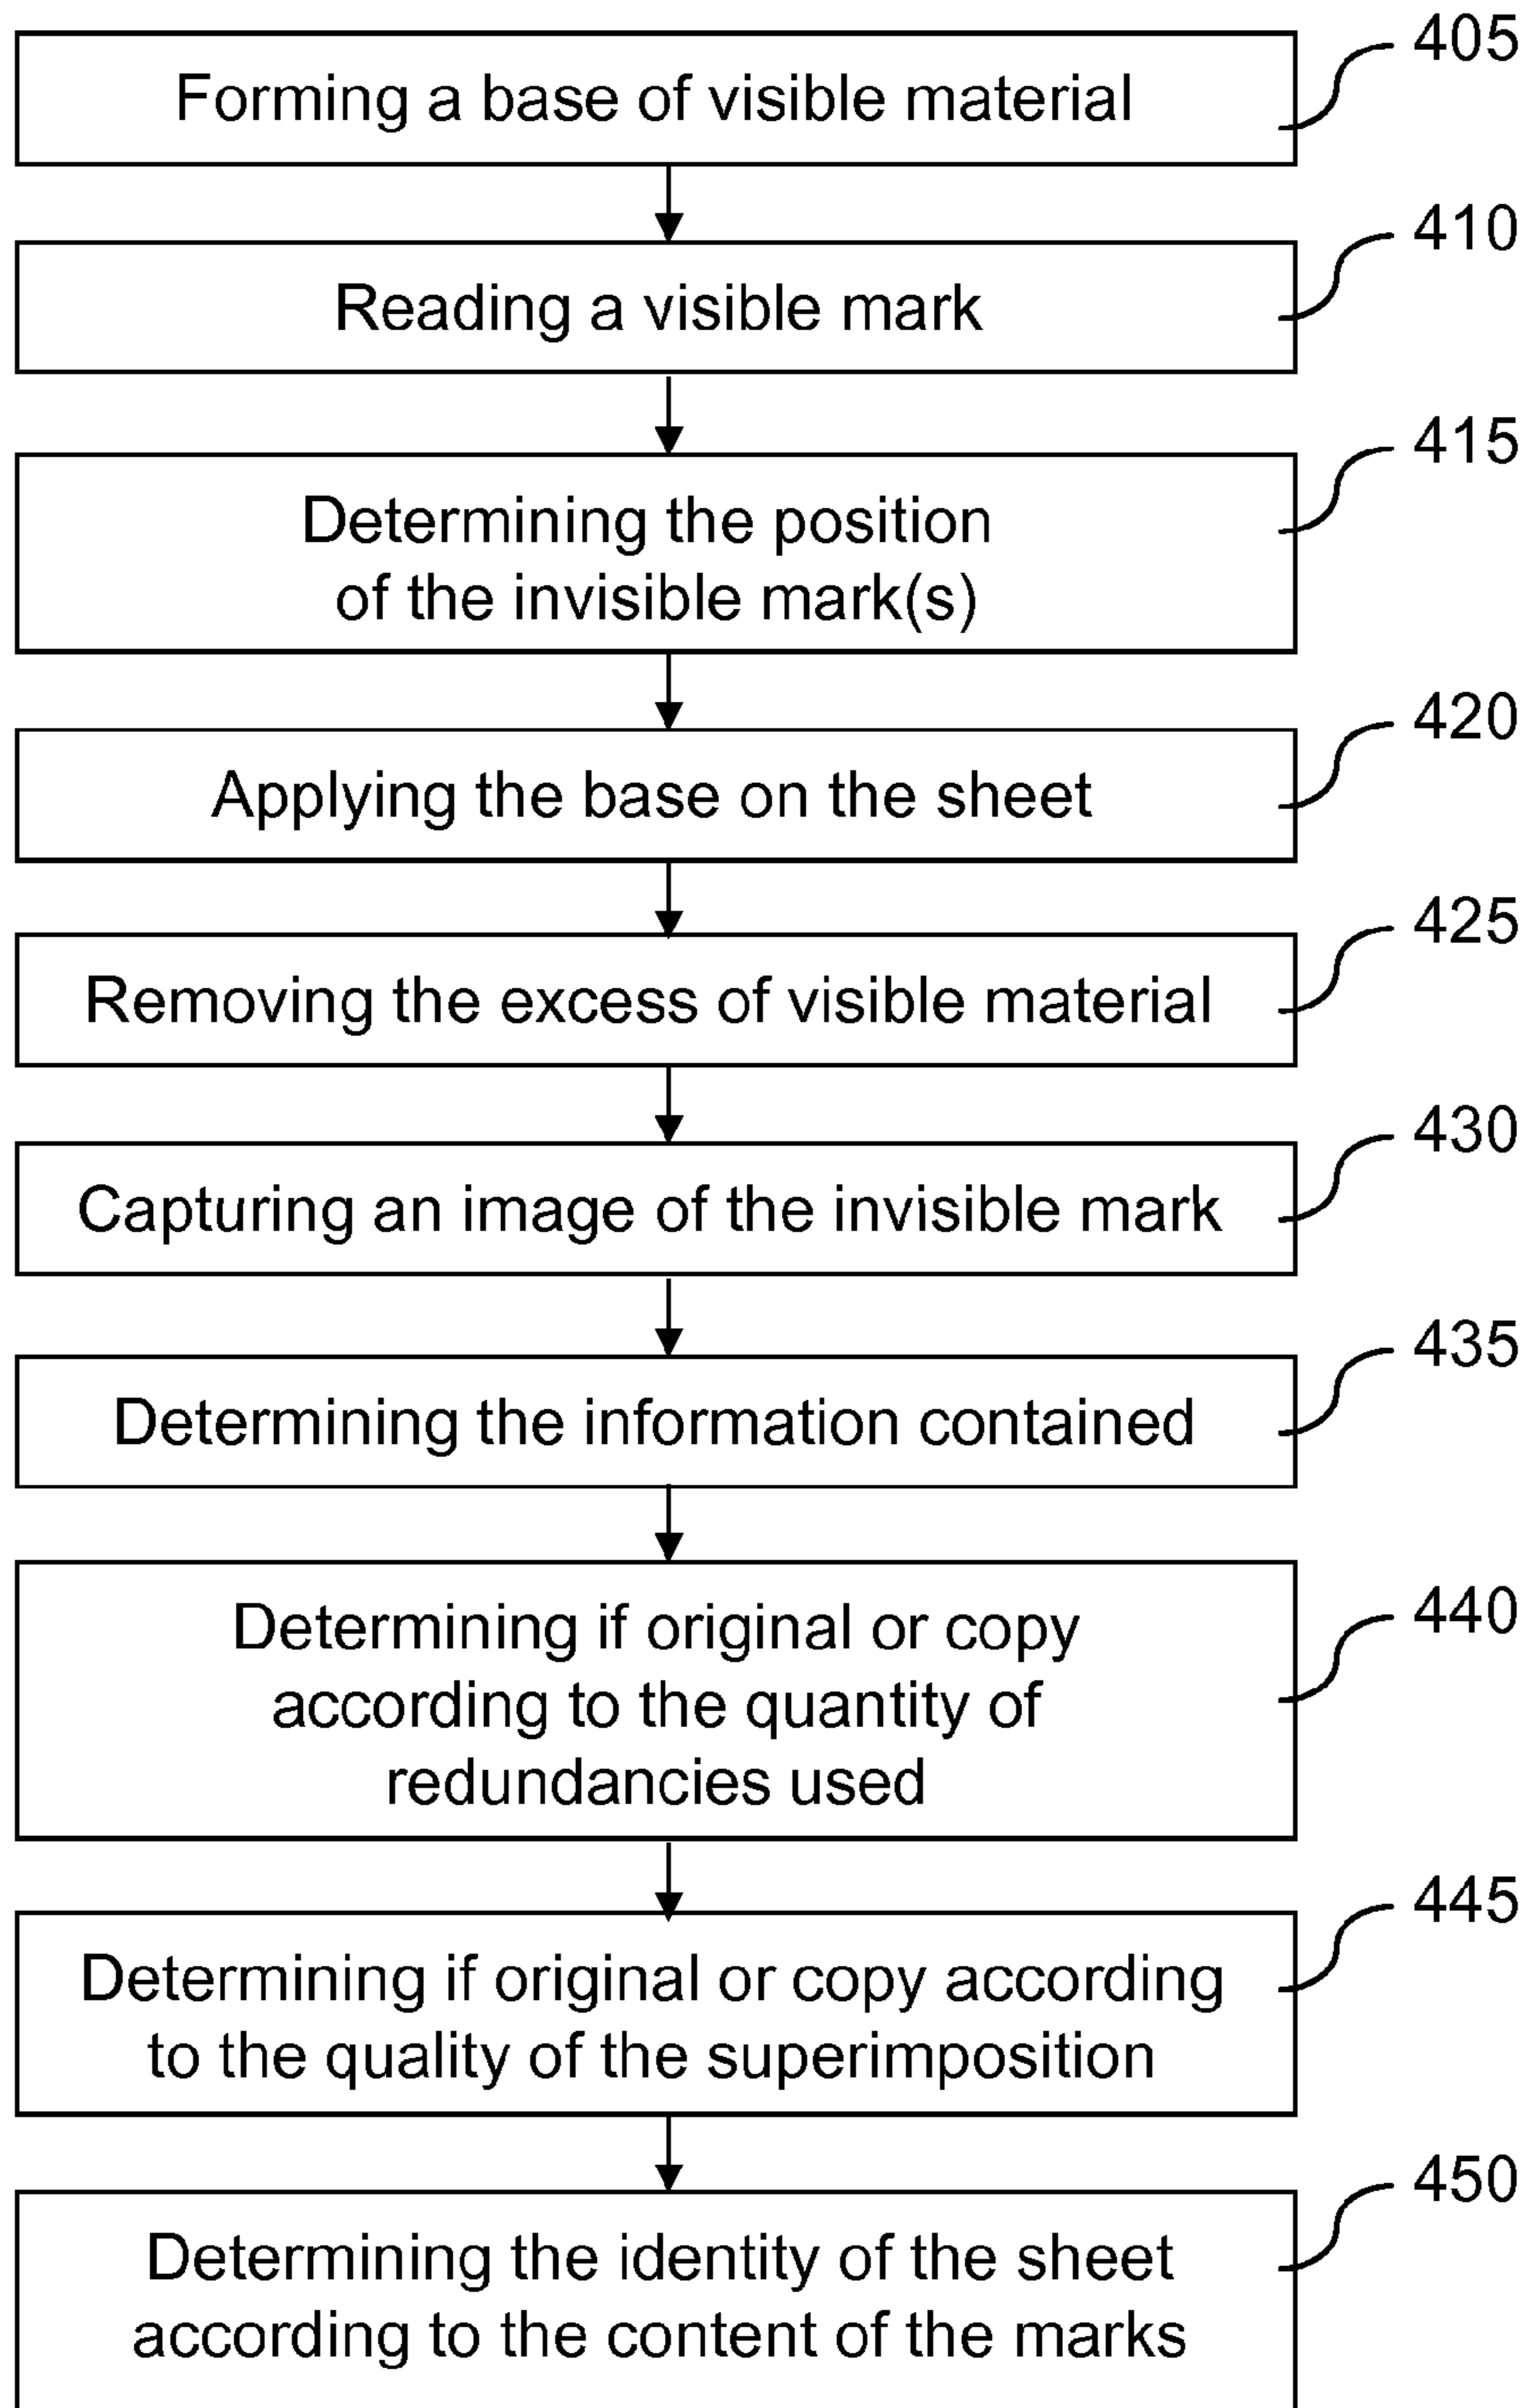 405
Forming a base of visible material
410
Reading a visible mark
415
Determining the position
of the invisible mark(s)
420
Applying the base on the sheet
425
Removing the excess of visible material
430
Capturing an image of the invisible mark
435
Determining the information contained
440
Determining if original or copy
according to the quantity of
redundancies used
445
Determining if original or copy according
to the quality of the superimposition
450
Determining the identity of the sheet
according to the content of the marks